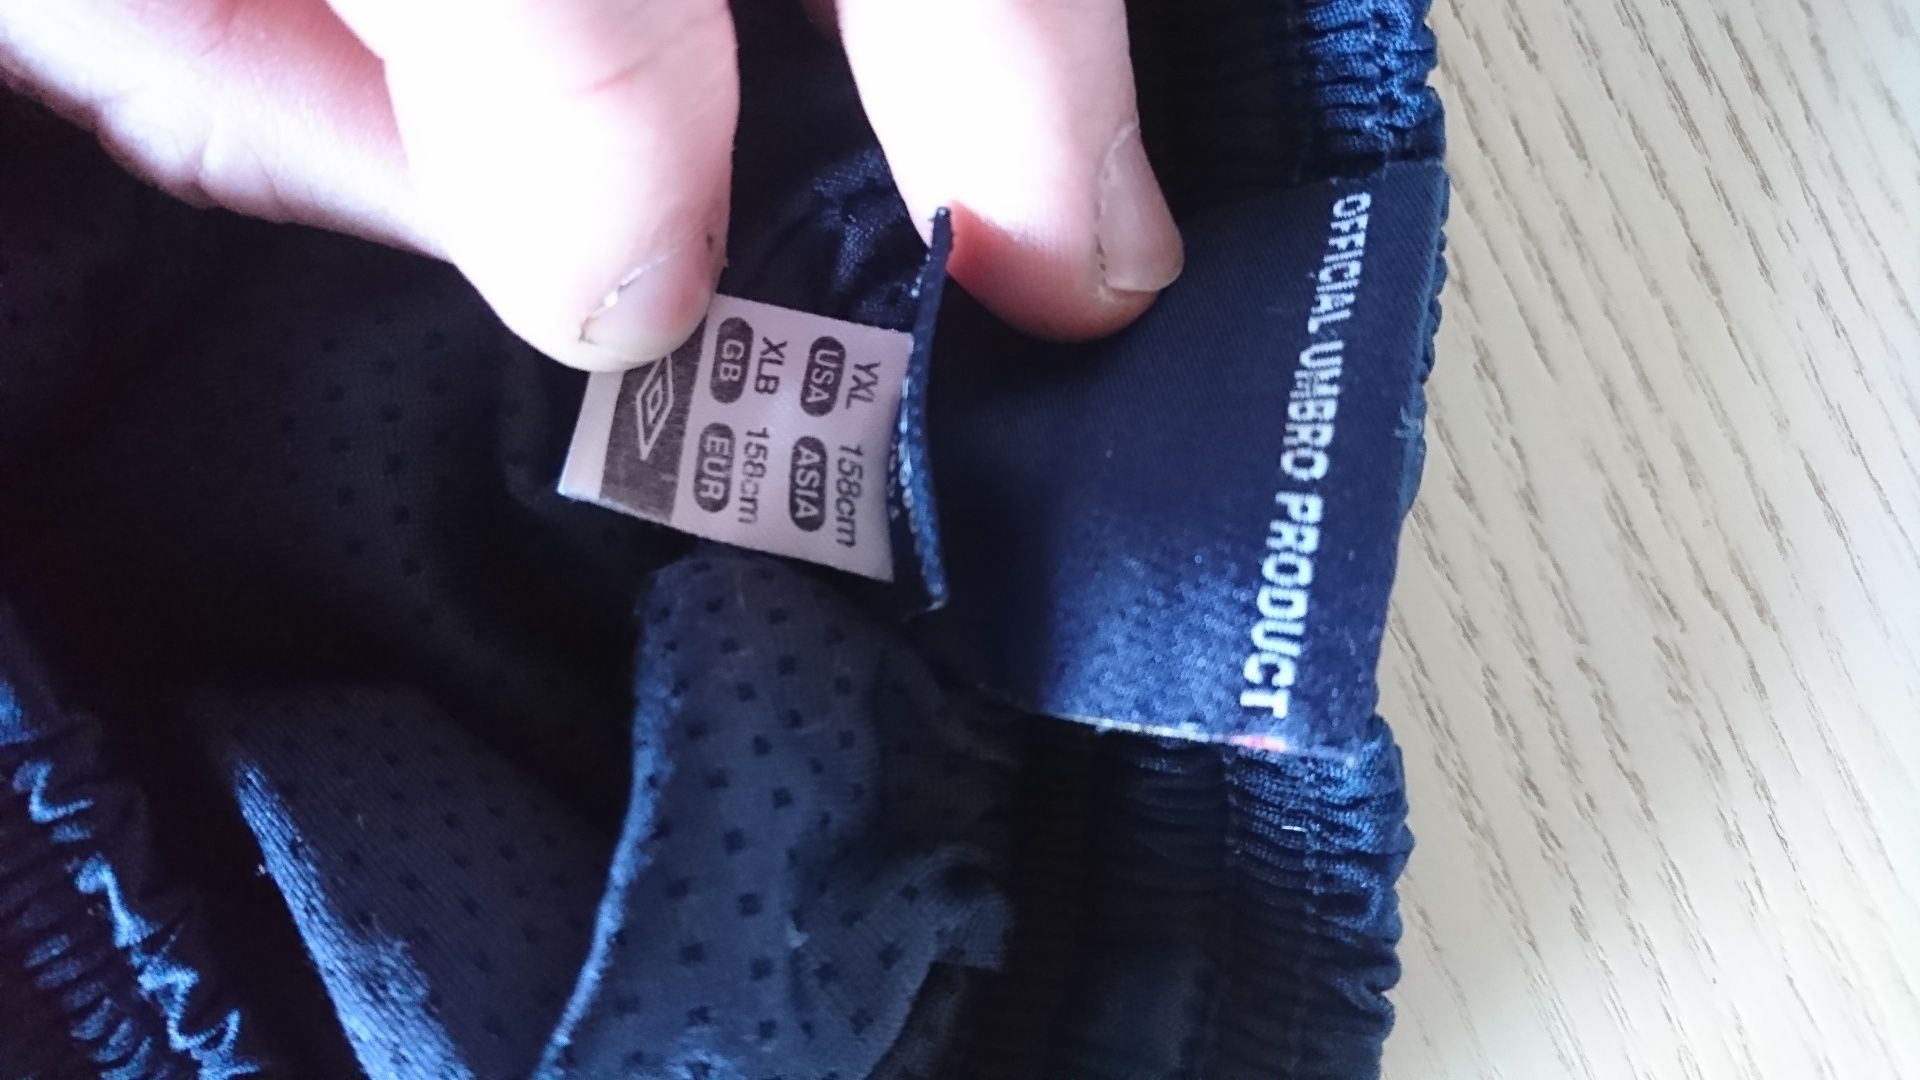 OFFICIAL UMBRO PRODUCT
YXL 158cm
USA ASIA
XLB 158cm
GB EUR